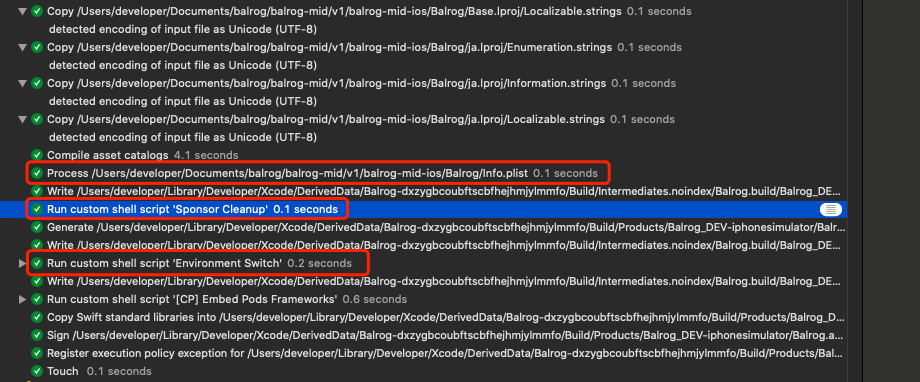 Copy /Users/developer/Documents/balrog/balrog-mid/v1/balrog-mid-ios/Balrog/Base.lproj/Localizable.strings 0.1 seconds
detected encoding of input file as Unicode (UTF-8)
Copy /Users/developer/Documents/balrog/balrog-mid/v1/balrog-mid-ios/Balrog/ja.lproj/Enumeration.strings 0.1 seconds
detected encoding of input file as Unicode (UTF-8)
Copy /Users/developer/Documents/balrog/balrog-mid/v1/balrog-mid-ios/Balrog/ja.lproj/Information.strings 0.1 seconds
detected encoding of input file as Unicode (UTF-8)
Copy /Users/developer/Documents/balrog/balrog-mid/v1/balrog-mid-ios/Balrog/ja.lproj/Localizable.strings 0.1 seconds
detected encoding of input file as Unicode (UTF-8)
Compile asset catalogs 4.1 seconds
Process /Users/developer/Documents/balrog/balrog-mid/v1/balrog-mid-ios/Balrog/Info.plist 0.1 seconds
Write /Users/developer/Library/Developer/Xcode/DerivedData/Balrog-dxzygbcoubftscbfhejhmjylmmfo/Build/Intermediates.noindex/Balrog.build/Balrog_DE...
Run custom shell script 'Sponsor Cleanup' 0.1 seconds
Generate /Users/developer/Library/Developer/Xcode/DerivedData/Balrog-dxzygbcoubftscbfhejhmjylmmfo/Build/Products/Balrog_DEV-iphonesimulator/Balr...
Write /Users/developer/Library/Developer/Xcode/DerivedData/Balrog-dxzygbcoubftscbfhejhmjylmmfo/Build/Intermediates.noindex/Balrog.build/Balrog_DE...
Run custom shell script 'Environment Switch' 0.2 seconds
Write /Users/developer/Library/Developer/Xcode/DerivedData/Balrog-dxzygbcoubftscbfhejhmjylmmfo/Build/Intermediates.noindex/Balrog.build/Balrog_DE...
Run custom shell script '[CP] Embed Pods Frameworks' 0.6 seconds
Copy Swift standard libraries into /Users/developer/Library/Developer/Xcode/DerivedData/Balrog-dxzygbcoubftscbfhejhmjylmmfo/Build/Products/Balrog_D...
Sign /Users/developer/Library/Developer/Xcode/DerivedData/Balrog-dxzygbcoubftscbfhejhmjylmmfo/Build/Products/Balrog_DEV-iphonesimulator/Balrog.a...
Register execution policy exception for /Users/developer/Library/Developer/Xcode/DerivedData/Balrog-dxzygbcoubftscbfhejhmjylmmfo/Build/Products/Bal...
Touch 0.1 seconds